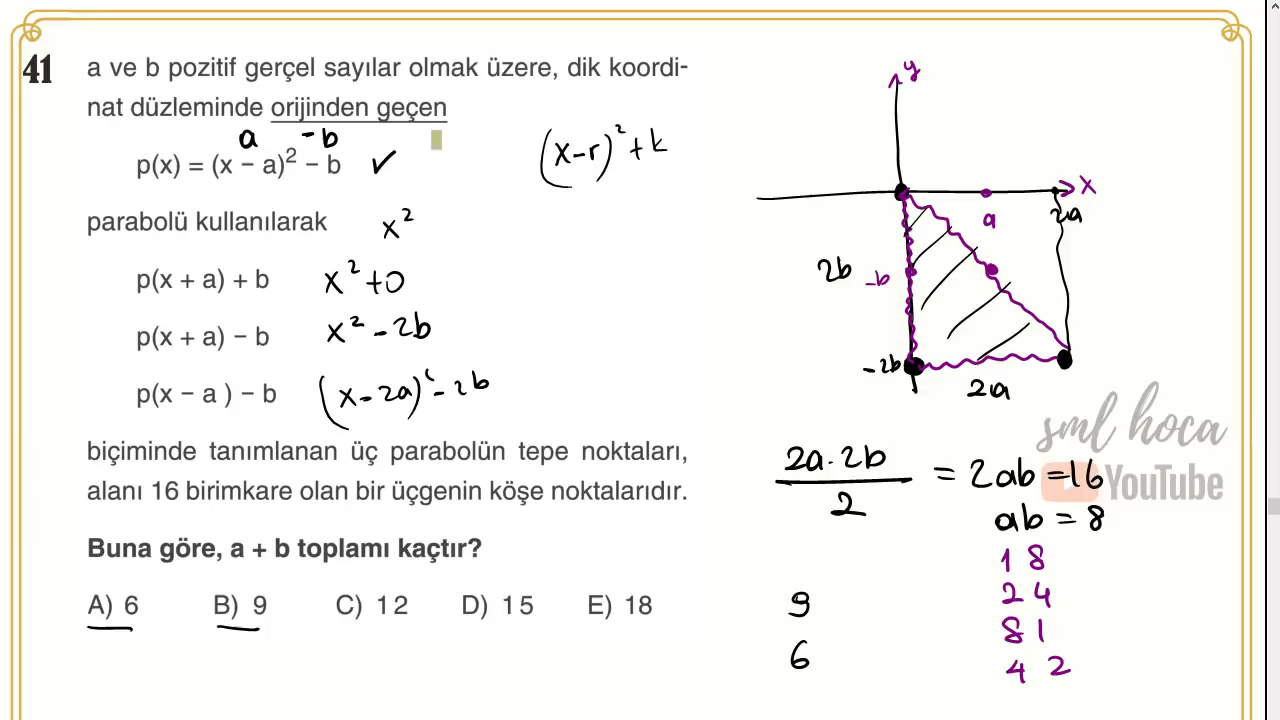 41
a ve b pozitif gerçel sayılar olmak üzere, dik koordi-
nat düzleminde orijinden geçen
a -b
p(x) = (x − a)² − b ✓
(x-r)² + k
parabolü kullanılarak
x²
p(x + a) + b
x² + 0
p(x + a) − b
x² - 2b
p(x − a ) − b
(x - 2a)² - 2b
biçiminde tanımlanan üç parabolün tepe noktaları,
alanı 16 birimkare olan bir üçgenin köşe noktalarıdır.
Buna göre, a + b toplamı kaçtır?
A) 6 B) 9 C) 12 D) 15 E) 18
y
x
a
2a
2b
-b
-2b
2a
sml hoca
YouTube
2a.2b
2
= 2ab = 16
ab = 8
1 8
2 4
8 1
4 2
9
6